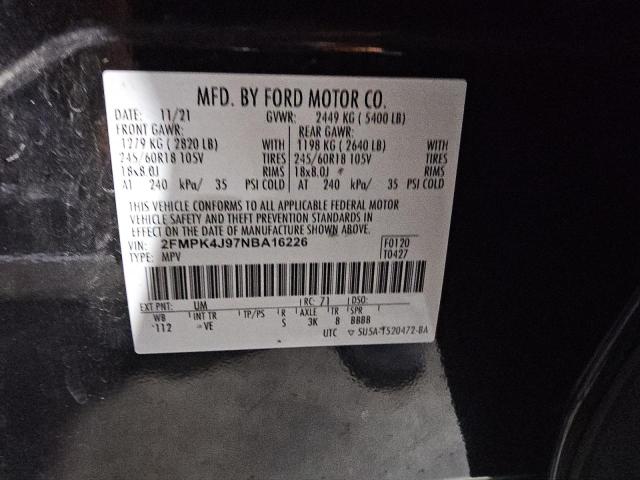 MFD. BY FORD MOTOR CO.
DATE: 11/21 GVWR: 2449 KG ( 5400 LB)
FRONT GAWR: REAR GAWR:
1279 KG ( 2820 LB) WITH 1198 KG ( 2640 LB) WITH
245/60R18 105V TIRES 245/60R18 105V TIRES
18x8.0J RIMS 18x8.0J RIMS
AT 240 kPa/ 35 PSI COLD AT 240 kPa/ 35 PSI COLD
THIS VEHICLE CONFORMS TO ALL APPLICABLE FEDERAL MOTOR
VEHICLE SAFETY AND THEFT PREVENTION STANDARDS IN
EFFECT ON THE DATE OF MANUFACTURE SHOWN ABOVE.
VIN: 2FMPK4J97NBA16226 F0120
TYPE: MPV T0427
EXT PNT: UM RC: 71 DSO:
WB INT TR TP/PS R AXLE TR SPR
112 VE S 3K 8 BBBB
UTC ▽ 5U5A-1520472-BA